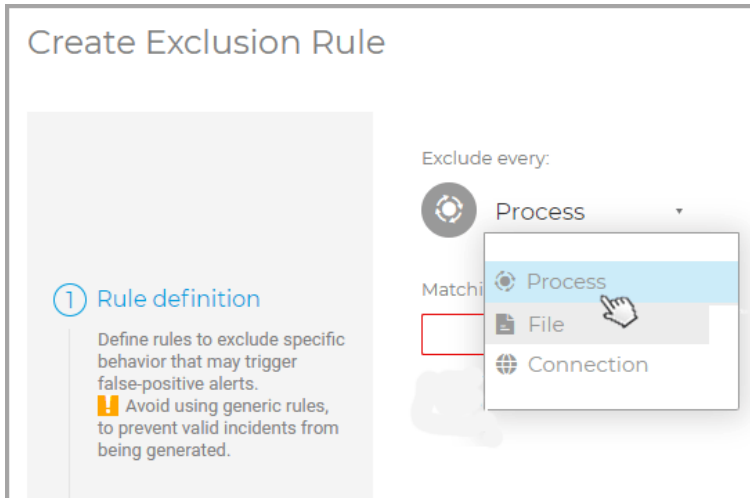 Create Exclusion Rule
Exclude every:
Process
Process
Matchi
File
Connection
1 Rule definition
Define rules to exclude specific
behavior that may trigger
false-positive alerts.
! Avoid using generic rules,
to prevent valid incidents from
being generated.